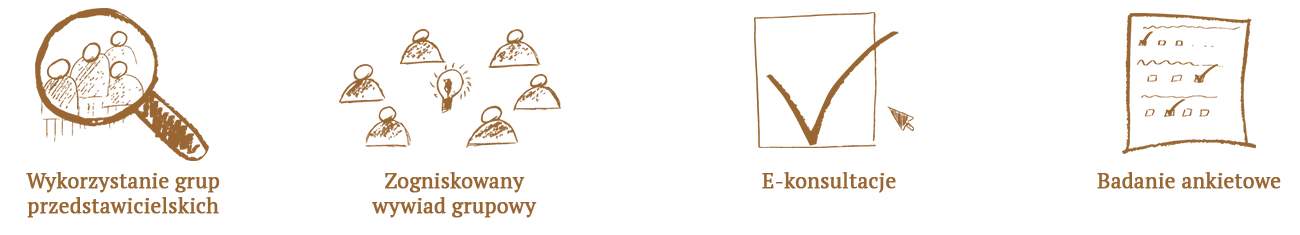 Wykorzystanie grup
przedstawicielskich
Zogniskowany
wywiad grupowy
E-konsultacje
Badanie ankietowe